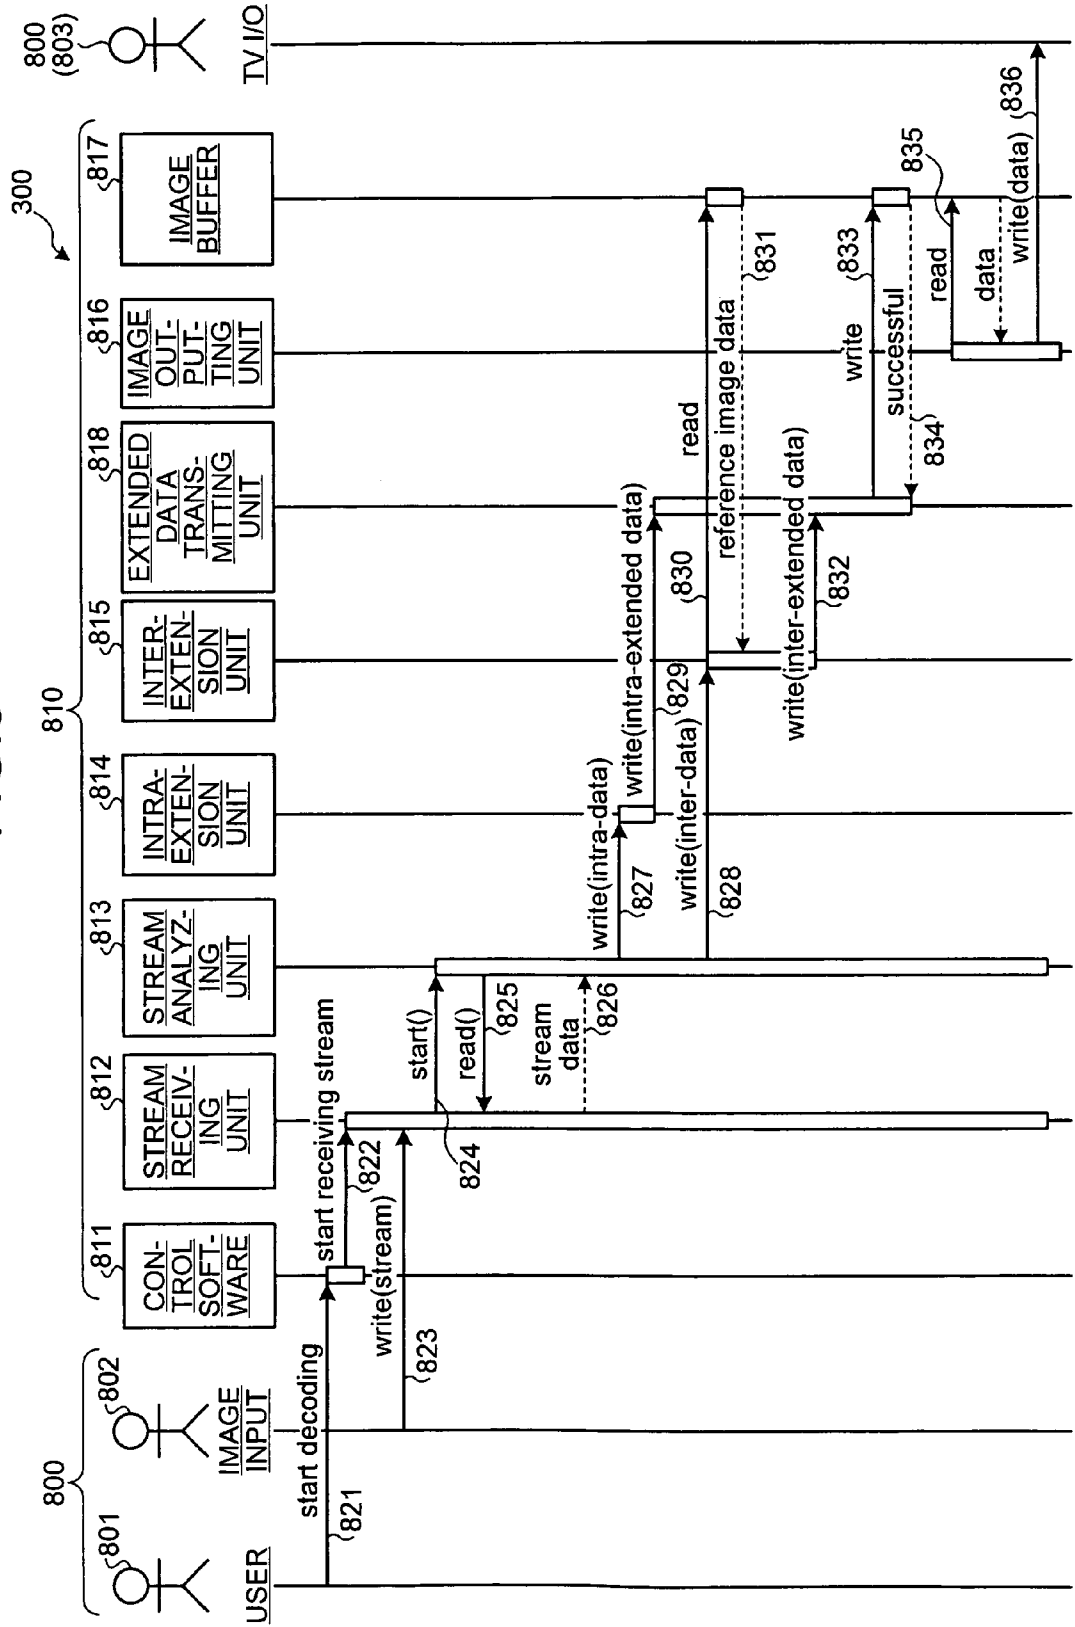 300
800
810
800
(803)
801
802
811
812
813
814
815
818
816
817
USER
IMAGE
INPUT
CON-
TROL
SOFT-
WARE
STREAM
RECEIV-
ING
UNIT
STREAM
ANALYZ-
ING
UNIT
INTRA-
EXTEN-
SION
UNIT
INTER-
EXTEN-
SION
UNIT
EXTENDED
DATA
TRANS-
MITTING
UNIT
IMAGE
OUT-
PUT-
TING
UNIT
IMAGE
BUFFER
TV I/O
start decoding
821
start receiving stream
822
write(stream)
823
start()
824
read()
825
stream
data
826
write(intra-data)
827
write(intra-extended data)
829
write(inter-data)
828
read
830
reference image data
831
write(inter-extended data)
832
write
833
successful
834
read
835
data
write(data)
836